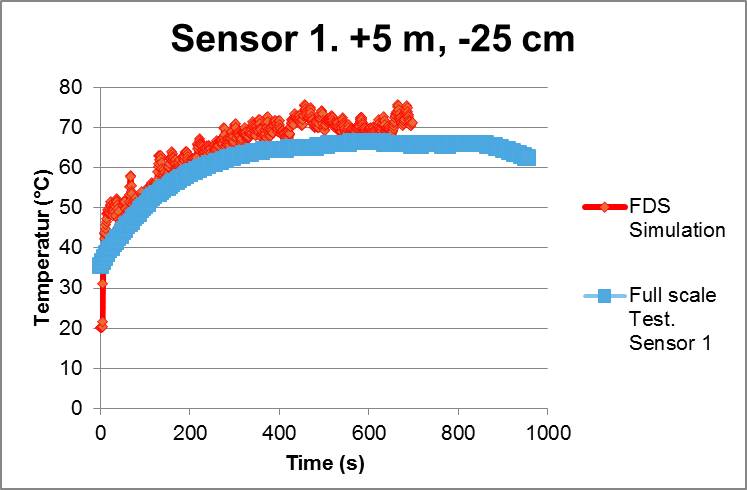 Sensor 1. +5 m, -25 cm
80
70
60
50
40
30
20
10
0
Temperatur (°C)
0 200 400 600 800 1000
Time (s)
FDS
Simulation
Full scale
Test.
Sensor 1